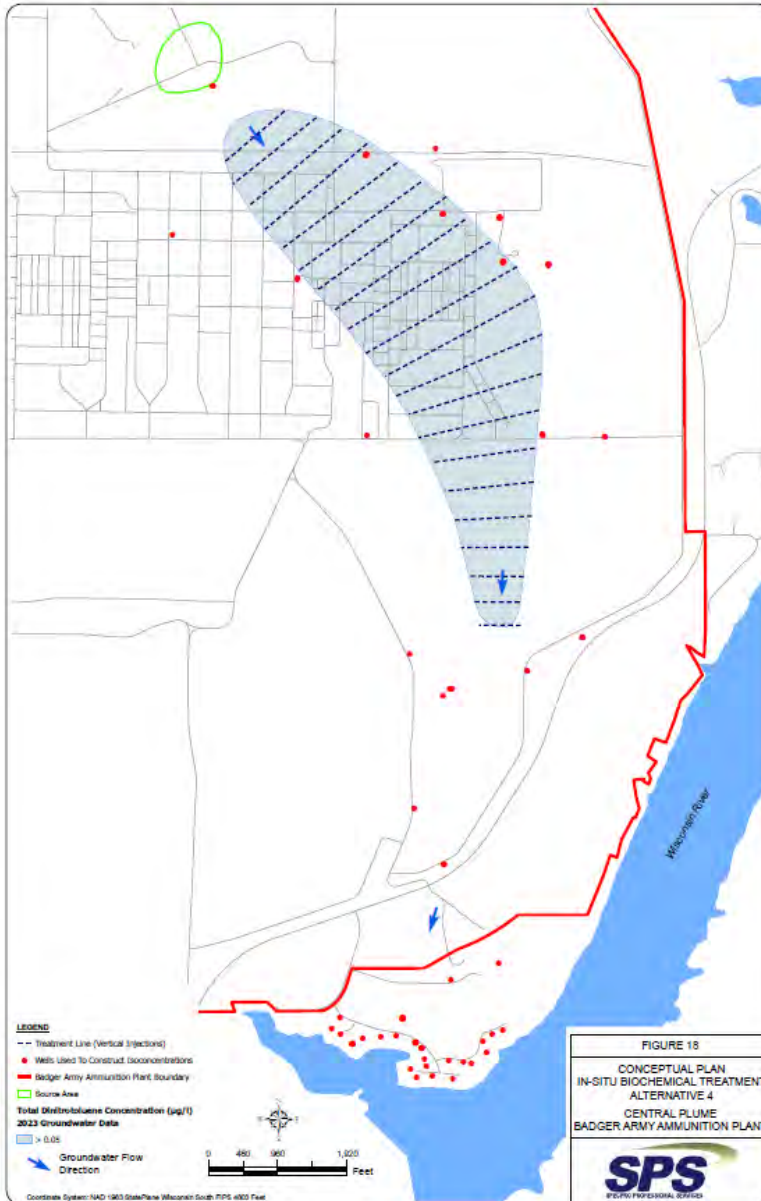 Wisconsin River
LEGEND
Treatment Line (Vertical Injections)
Wells Used To Construct Isoconcentrations
Badger Army Ammunition Plant Boundary
Source Area
Total Dinitrotoluene Concentration (µg/l)
2023 Groundwater Data
> 0.05
Groundwater Flow
Direction
0 480 960 1,920
Feet
Coordinate System: NAD 1983 StatePlane Wisconsin South FIPS 4803 Feet
FIGURE 18
CONCEPTUAL PLAN
IN-SITU BIOCHEMICAL TREATMENT
ALTERNATIVE 4
CENTRAL PLUME
BADGER ARMY AMMUNITION PLANT
SPS
SPECPRO PROFESSIONAL SERVICES